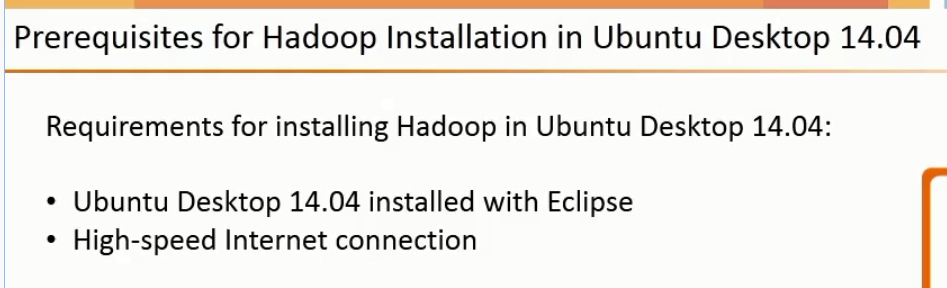 Prerequisites for Hadoop Installation in Ubuntu Desktop 14.04
Requirements for installing Hadoop in Ubuntu Desktop 14.04:
• Ubuntu Desktop 14.04 installed with Eclipse
• High-speed Internet connection